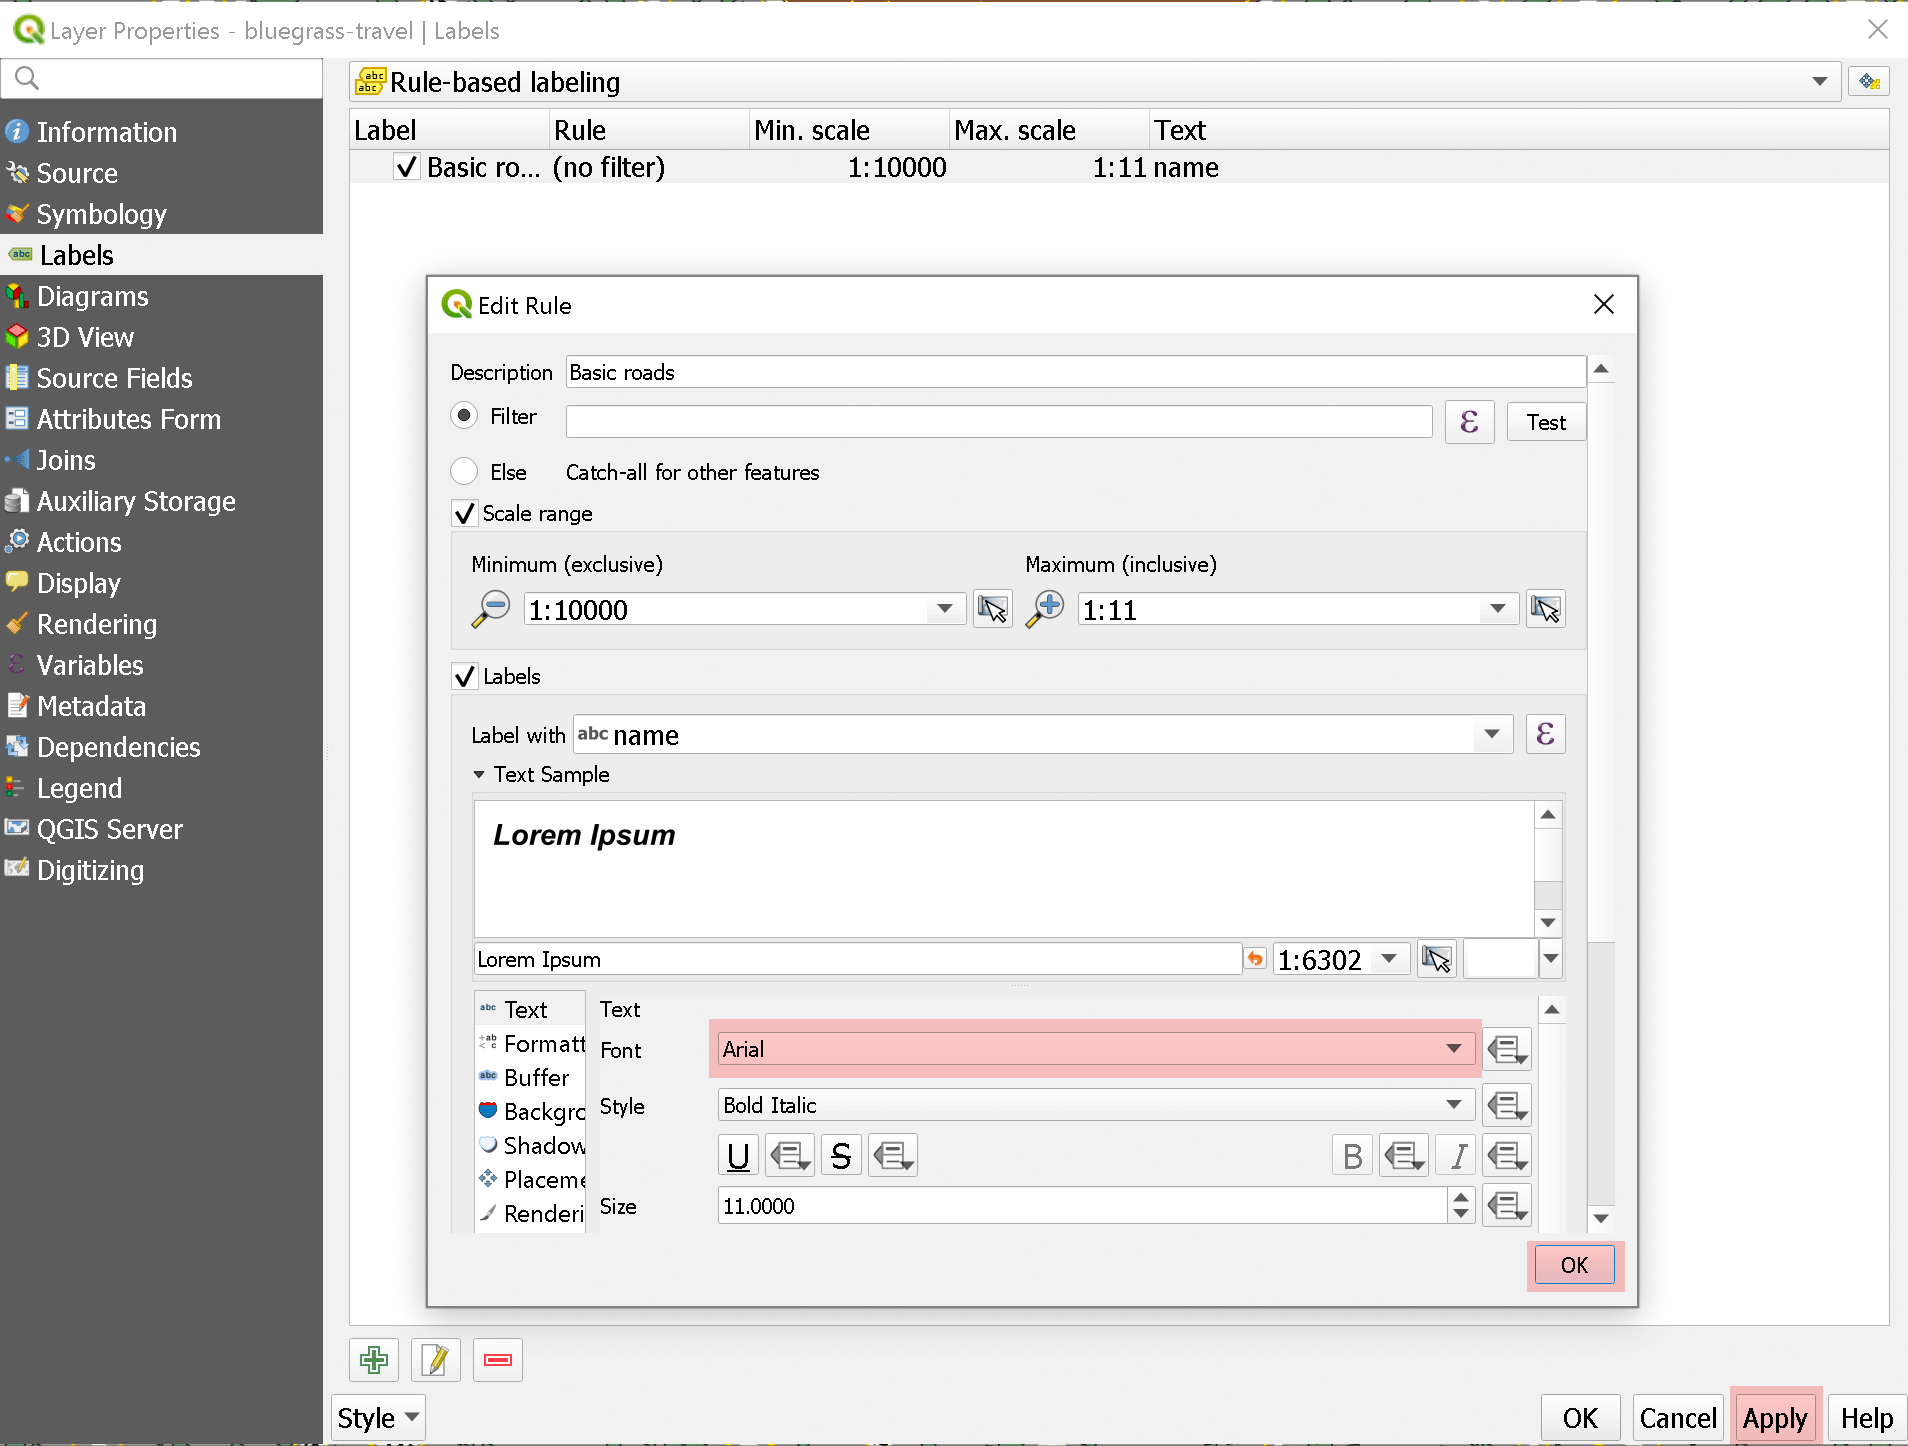 Layer Properties - bluegrass-travel | Labels
Rule-based labeling
Information
Source
Symbology
Labels
Diagrams
3D View
Source Fields
Attributes Form
Joins
Auxiliary Storage
Actions
Display
Rendering
Variables
Metadata
Dependencies
Legend
QGIS Server
Digitizing
Label Rule Min. scale Max. scale Text
Basic ro... (no filter) 1:10000 1:11 name
Edit Rule
Description Basic roads
Filter ε Test
Else Catch-all for other features
Scale range
Minimum (exclusive) Maximum (inclusive)
1:10000 1:11
Labels
Label with abc name ε
Text Sample
Lorem Ipsum
Lorem Ipsum 1:6302
Text
Formatt
Buffer
Backgro
Shadow
Placeme
Renderi
Text
Font Arial
Style Bold Italic
U S B I
Size 11.0000
OK
Style OK Cancel Apply Help